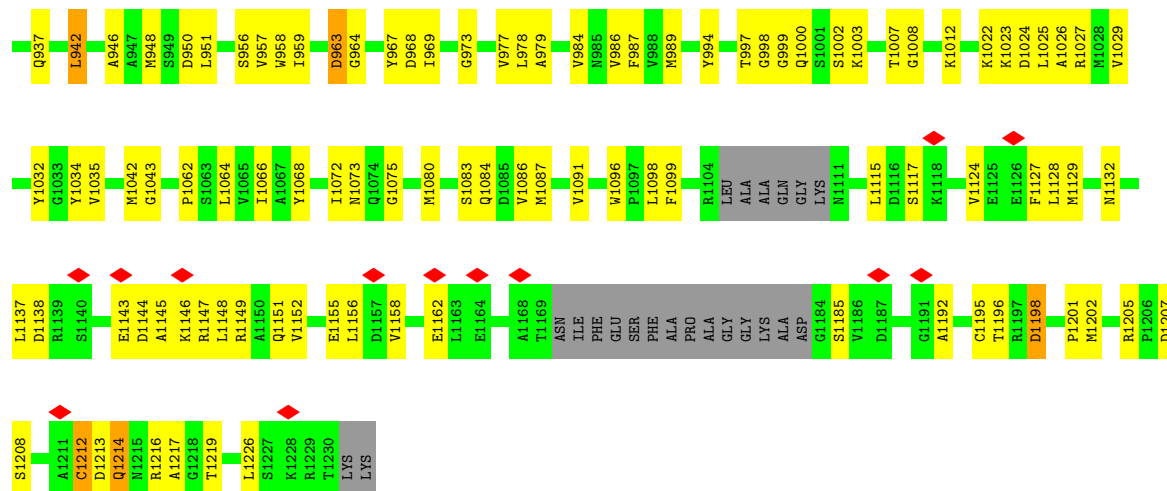 Q937 L942 A946 A947 M948 S949 D950 L951 S956 V957 W958 I959 D963 G964 Y967 D968 I969 G973 V977 L978 A979 V984 N985 V986 F987 V988 M989 Y994 T997 G998 G999 Q1000 S1001 S1002 K1003 T1007 G1008 K1012 K1022 K1023 D1024 L1025 A1026 R1027 M1028 V1029
Y1032 G1033 Y1034 V1035 M1042 G1043 P1062 S1063 L1064 V1065 I1066 A1067 Y1068 I1072 N1073 Q1074 G1075 M1080 S1083 Q1084 D1085 V1086 M1087 V1091 W1096 P1097 L1098 F1099 R1104 LEU ALA ALA GLN GLY LYS N1111 L1115 D1116 S1117 K1118 V1124 E1125 E1126 F1127 L1128 M1129 N1132
L1137 D1138 R1139 S1140 E1143 D1144 A1145 K1146 R1147 L1148 R1149 A1150 Q1151 V1152 E1155 L1156 D1157 V1158 E1162 L1163 E1164 A1168 T1169 ASN ILE PHE GLU SER PHE ALA PRO ALA GLY GLY LYS ALA ASP G1184 S1185 V1186 D1187 G1191 A1192 C1195 T1196 R1197 D1198 P1201 M1202 R1205 P1206 D1207
S1208 A1211 C1212 D1213 Q1214 N1215 R1216 A1217 G1218 T1219 L1226 S1227 K1228 R1229 T1230 LYS LYS